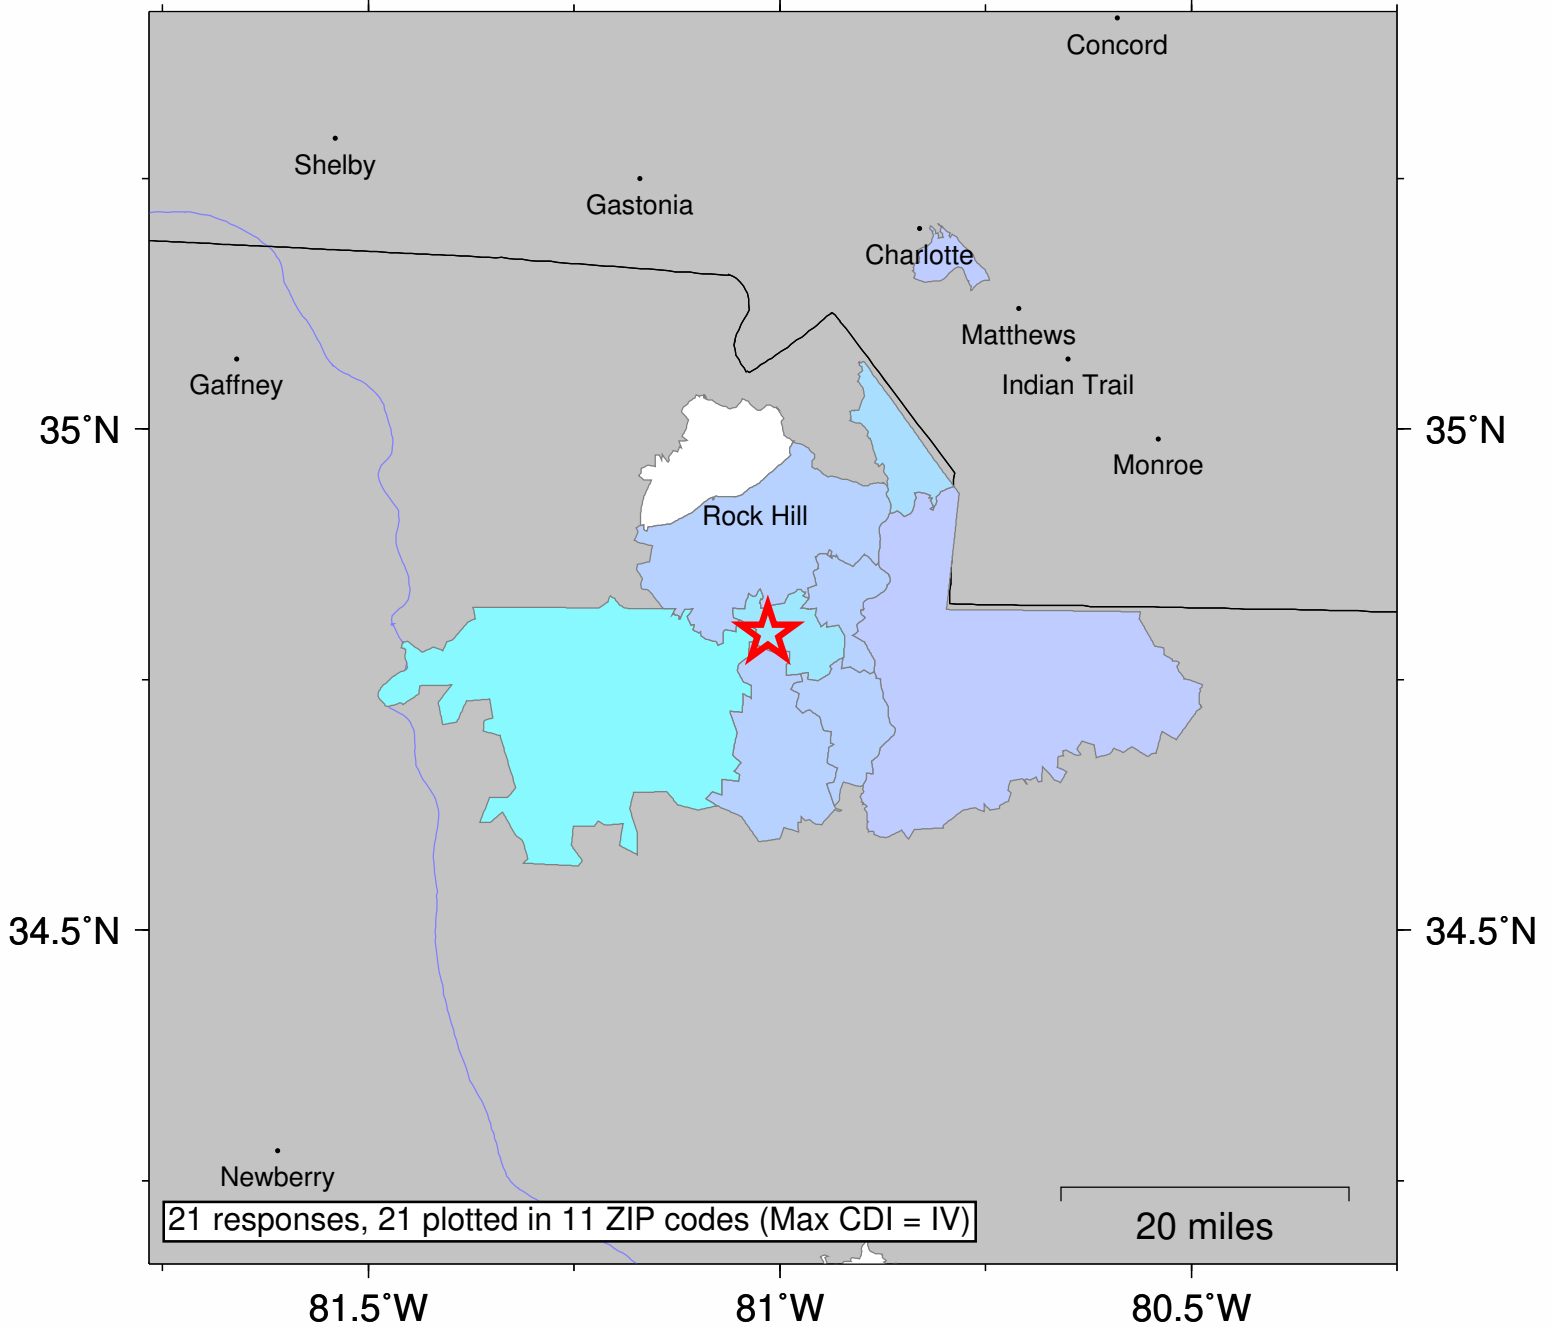 Concord
Shelby
Gastonia
Charlotte
Matthews
Gaffney
Indian Trail
35°N
35°N
Monroe
Rock Hill
34.5°N
34.5°N
Newberry
21 responses, 21 plotted in 11 ZIP codes (Max CDI = IV)
20 miles
81.5°W
81°W
80.5°W